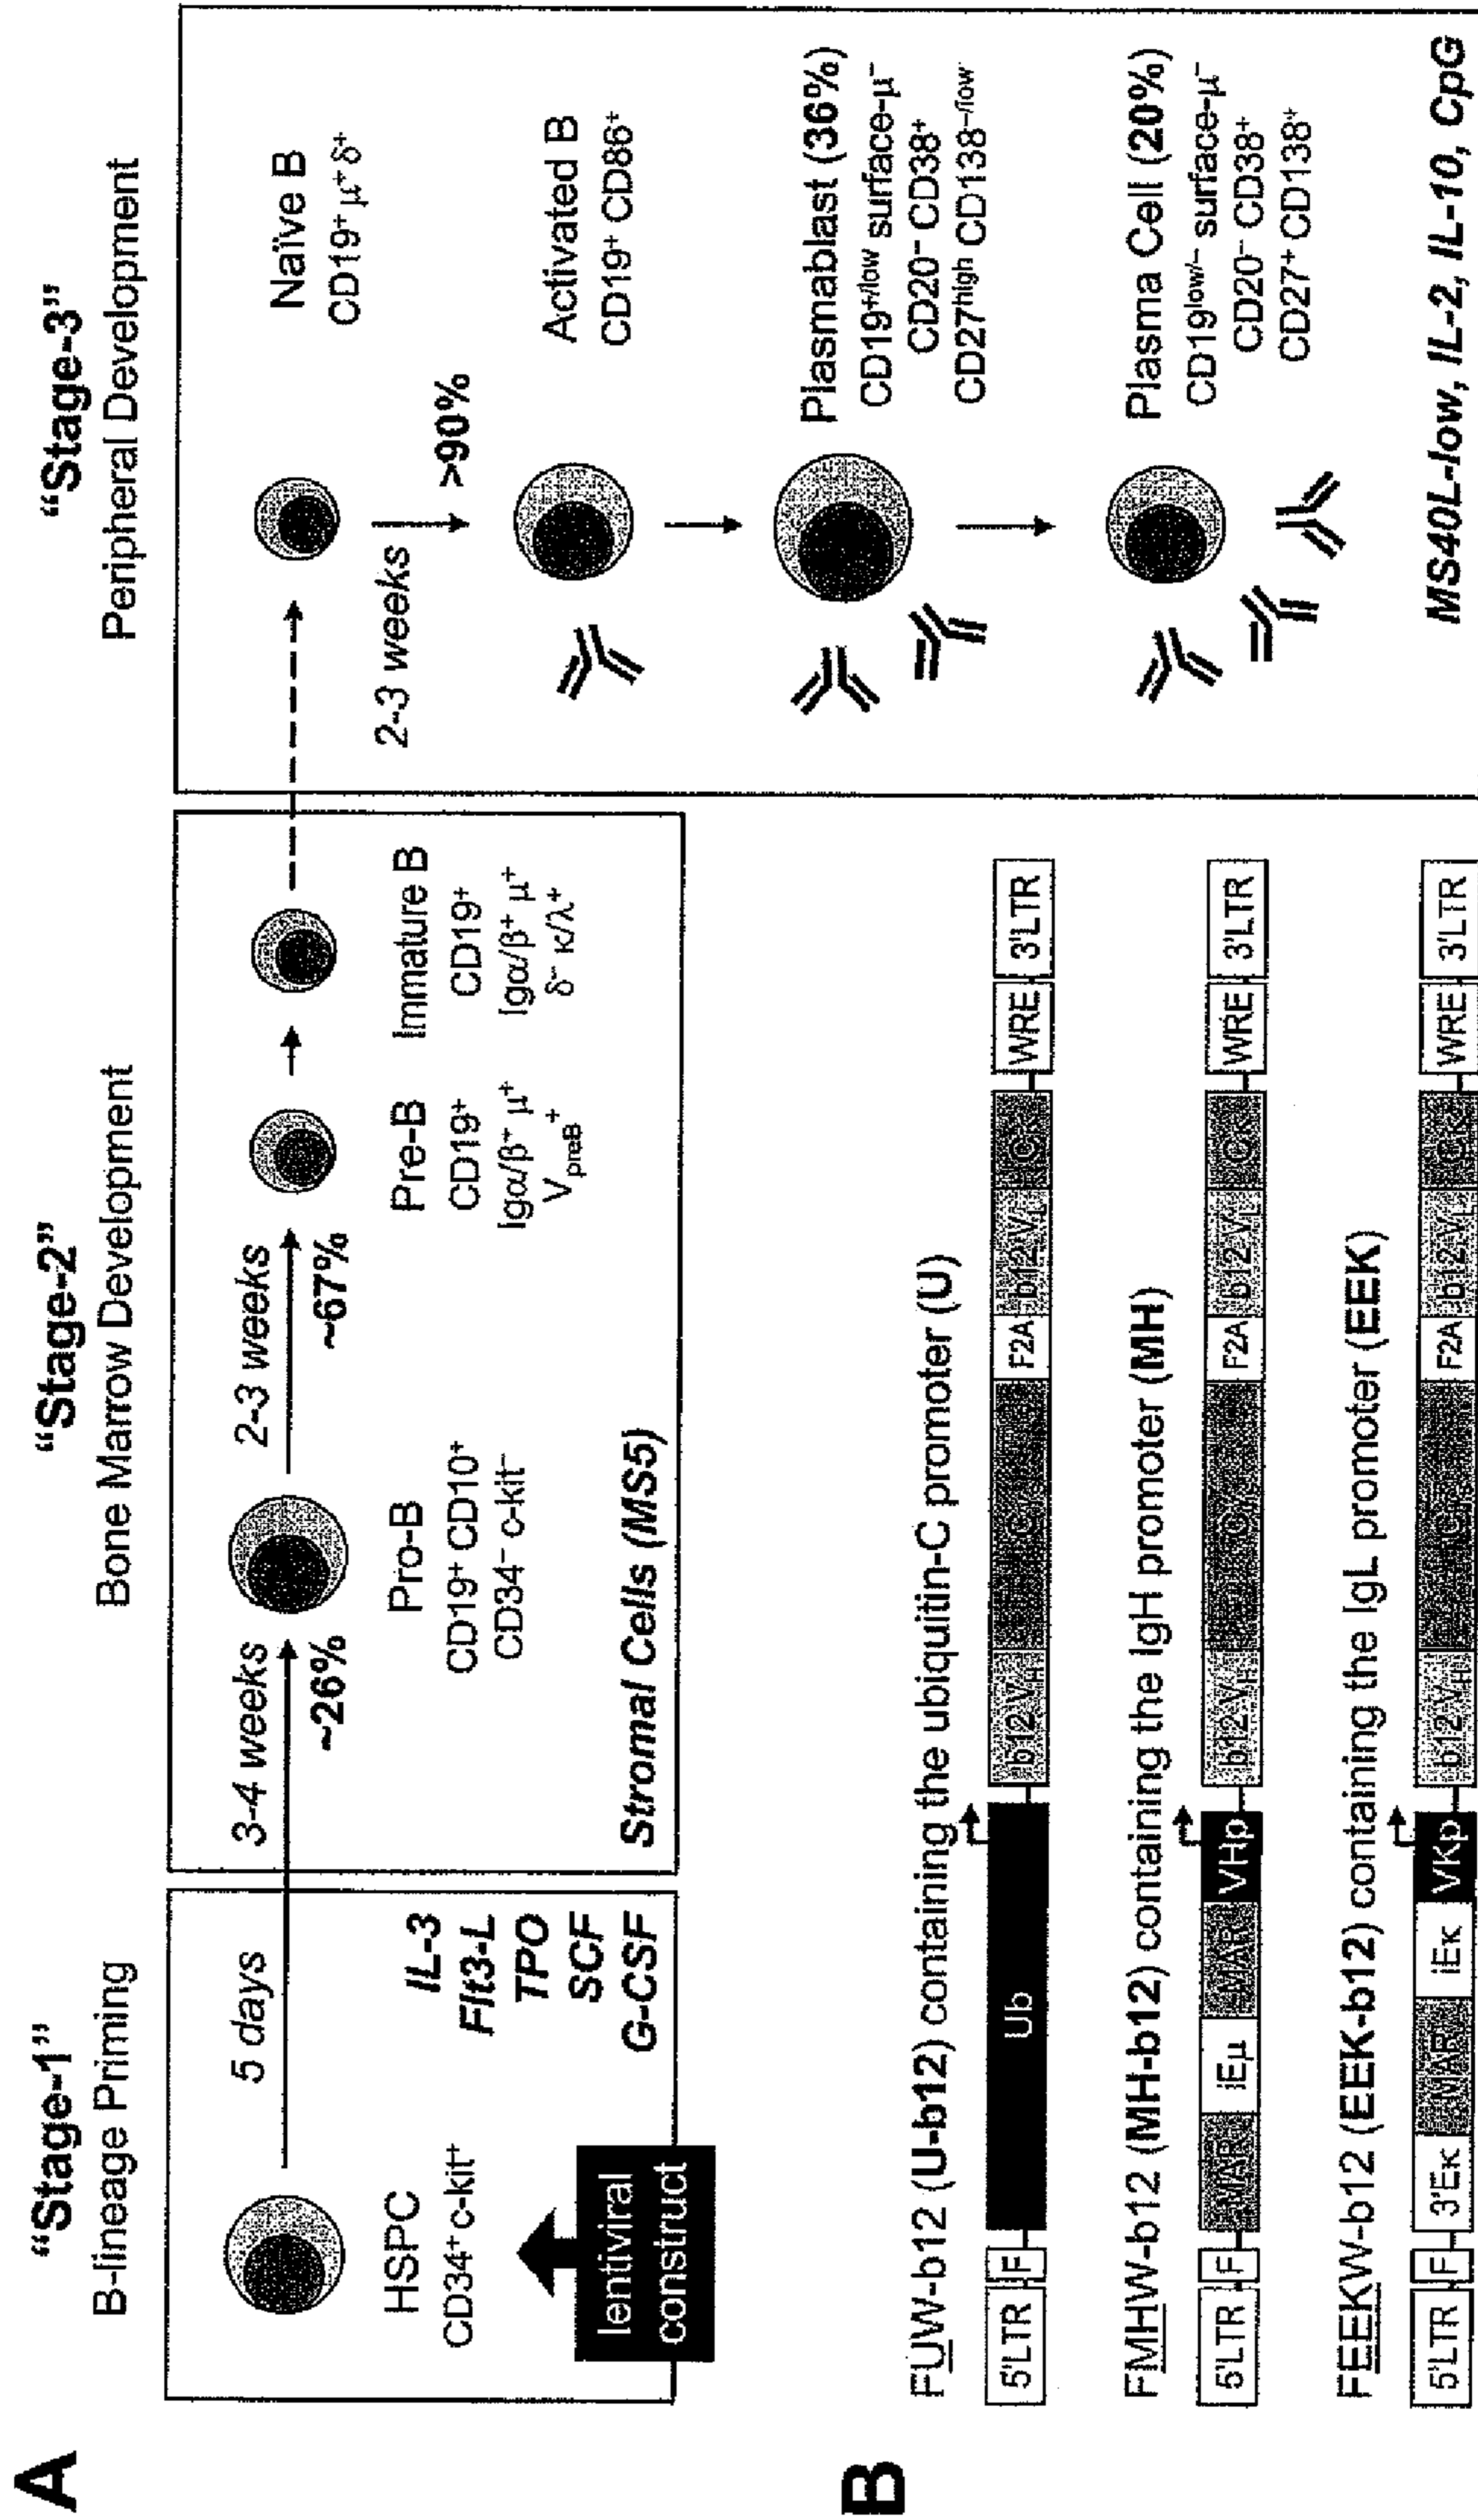 A
"Stage-1"
B-lineage Priming
5 days
HSPC
CD34⁺ c-kit⁺
lentiviral
construct
IL-3
Flt3-L
TPO
SCF
G-CSF
"Stage-2"
Bone Marrow Development
3-4 weeks
~26%
Pro-B
CD19⁺ CD10⁺
CD34⁻ c-kit⁻
2-3 weeks
~67%
Pre-B
CD19⁺
Igα/β⁺ μ⁺
VpreB⁺
Immature B
CD19⁺
Igα/β⁺ μ⁺
δ⁻ κ/λ⁺
Stromal Cells (MS5)
"Stage-3"
Peripheral Development
Naïve B
CD19⁺ μ⁺ δ⁺
2-3 weeks
>90%
Activated B
CD19⁺ CD86⁺
Plasmablast (36%)
CD19⁺/low surface-μ⁻
CD20⁻ CD38⁺
CD27high CD138⁻/low
Plasma Cell (20%)
CD19low/⁻ surface-μ⁻
CD20⁻ CD38⁺
CD27⁺ CD138⁺
MS40L-low, IL-2, IL-10, CpG
B
FUW-b12 (U-b12) containing the ubiquitin-C promoter (U)
5'LTR F Ub b12 VH F2A b12 VL Cκ WRE 3'LTR
FMHW-b12 (MH-b12) containing the IgH promoter (MH)
5'LTR F MAR iEμ MAR VHp b12 VH F2A b12 VL Cκ WRE 3'LTR
FEEKW-b12 (EEK-b12) containing the IgL promoter (EEK)
5'LTR F 3'Eκ MAR iEκ VKp b12 VH F2A b12 VL Cκ WRE 3'LTR